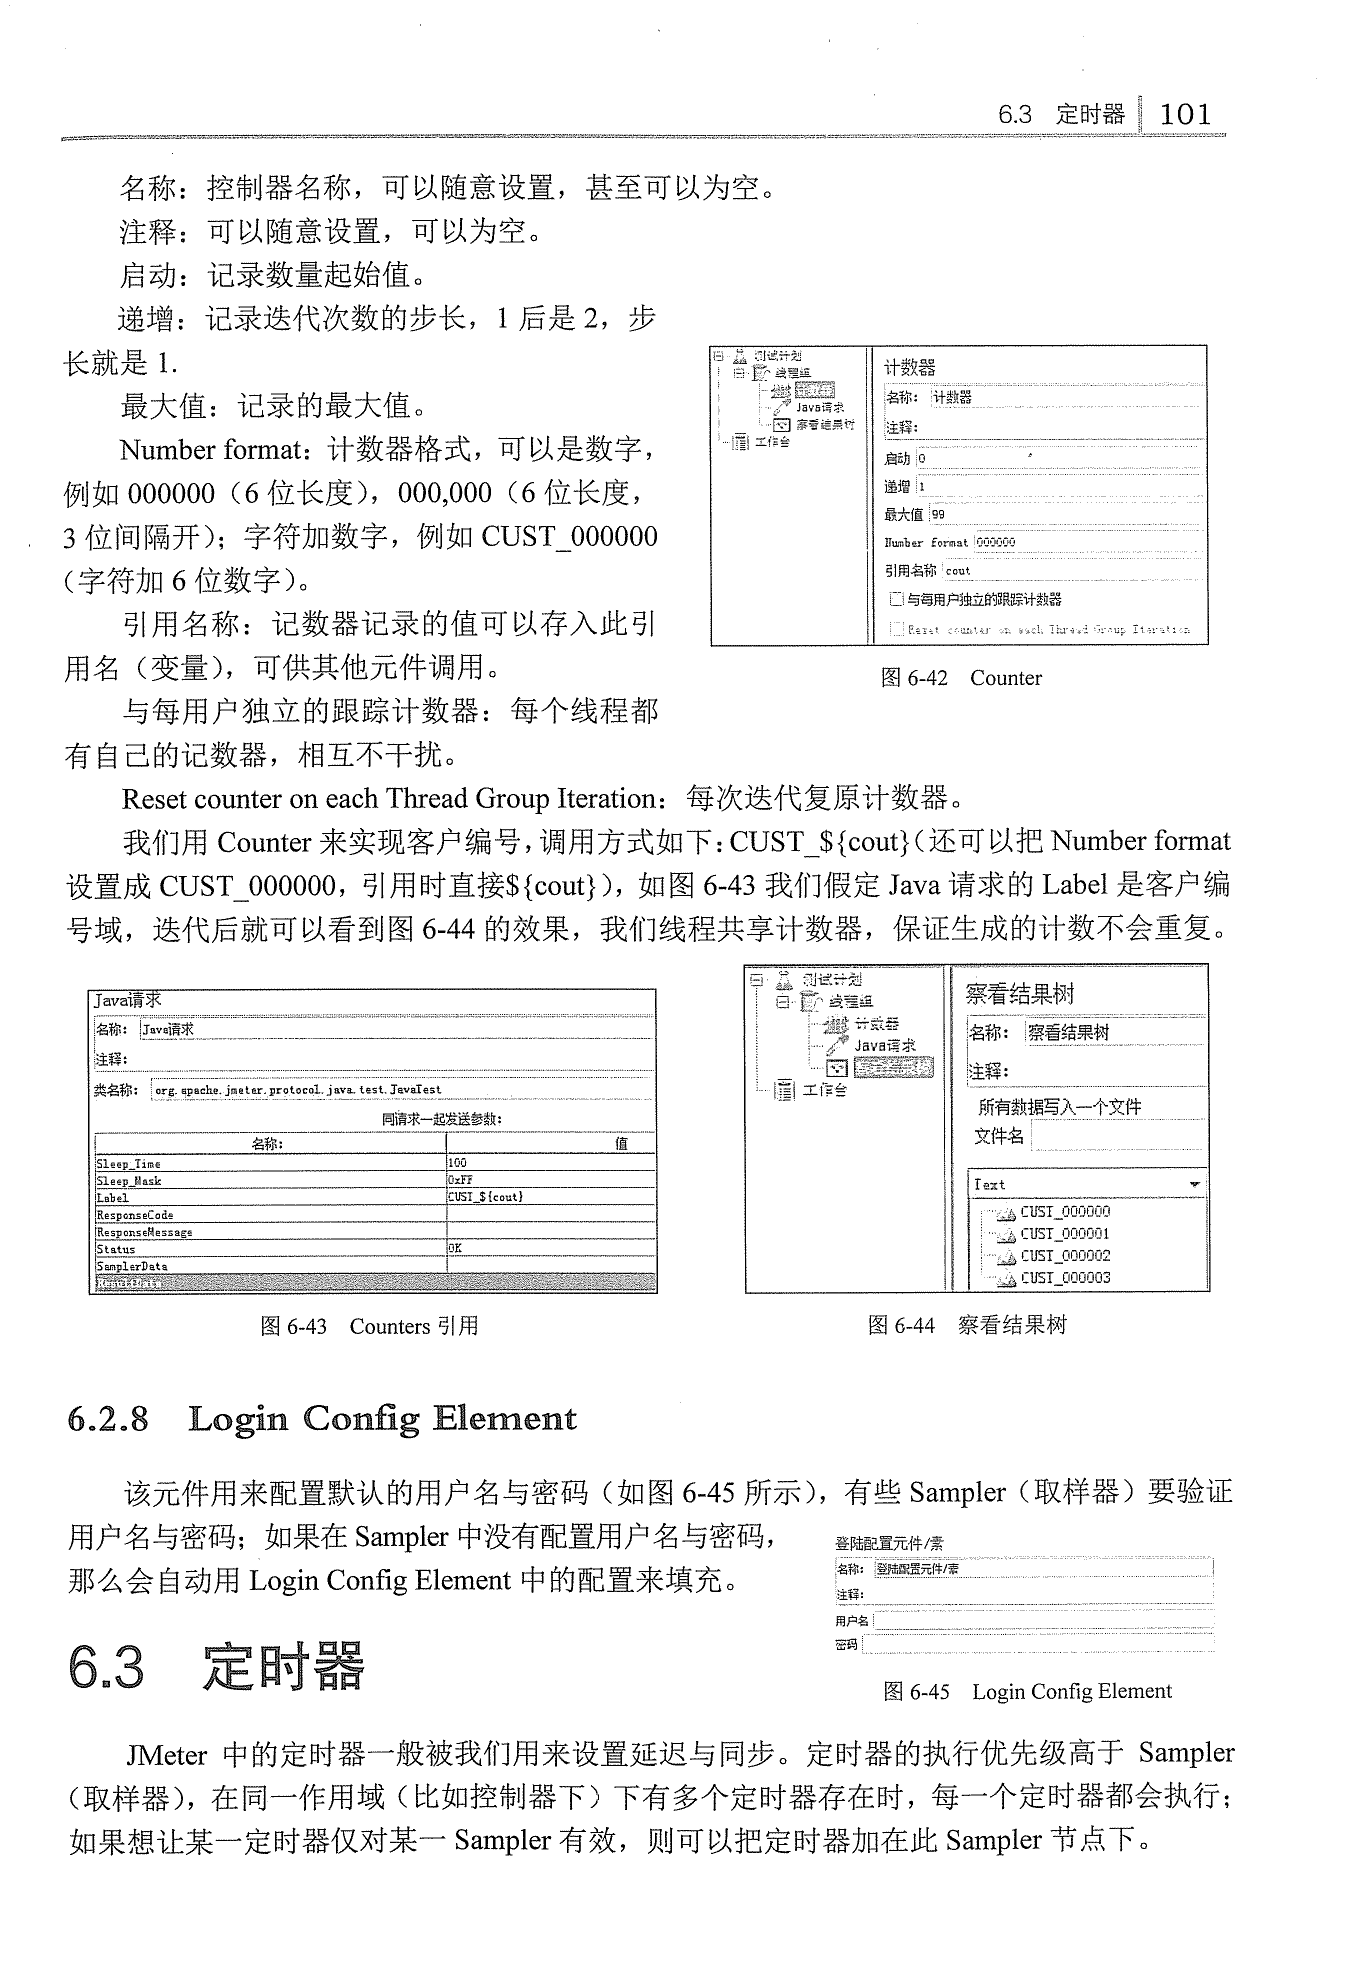 6.3 定时器 101
名称：控制器名称，可以随意设置，甚至可以为空。
注释：可以随意设置，可以为空。
启动：记录数量起始值。
递增：记录迭代次数的步长，1 后是 2，步
长就是 1.
最大值：记录的最大值。
Number format：计数器格式，可以是数字，
例如 000000（6 位长度），000,000（6 位长度，
3 位间隔开）；字符加数字，例如 CUST_000000
（字符加 6 位数字）。
引用名称：记数器记录的值可以存入此引
用名（变量），可供其他元件调用。
与每用户独立的跟踪计数器：每个线程都
有自己的记数器，相互不干扰。
测试计划
线程组
计数器
Java请求
察看结果树
工作台
计数器
名称： 计数器
注释：
启动 0
递增 1
最大值 99
Number format 000000
引用名称 cout
与每用户独立的跟踪计数器
Reset counter on each Thread Group Iteration
图 6-42 Counter
Reset counter on each Thread Group Iteration：每次迭代复原计数器。
我们用 Counter 来实现客户编号，调用方式如下：CUST_${cout}（还可以把 Number format
设置成 CUST_000000，引用时直接${cout}），如图 6-43 我们假定 Java 请求的 Label 是客户编
号域，迭代后就可以看到图 6-44 的效果，我们线程共享计数器，保证生成的计数不会重复。
Java请求
名称： Java请求
注释：
类名称： org.apache.jmeter.protocol.java.test.JavaTest
同请求一起发送参数：
名称： 值
Sleep_Time 100
Sleep_Mask 0xFF
Label CUST_${cout}
ResponseCode
ResponseMessage
Status OK
SamplerData
ResultData
图 6-43 Counters 引用
测试计划
线程组
计数器
Java请求
工作台
察看结果树
名称： 察看结果树
注释：
所有数据写入一个文件
文件名
Text
CUST_000000
CUST_000001
CUST_000002
CUST_000003
图 6-44 察看结果树
6.2.8 Login Config Element
该元件用来配置默认的用户名与密码（如图 6-45 所示），有些 Sampler（取样器）要验证
用户名与密码；如果在 Sampler 中没有配置用户名与密码，
那么会自动用 Login Config Element 中的配置来填充。
登陆配置元件/素
名称： 登陆配置元件/素
注释：
用户名
密码
图 6-45 Login Config Element
6.3 定时器
JMeter 中的定时器一般被我们用来设置延迟与同步。定时器的执行优先级高于 Sampler
（取样器），在同一作用域（比如控制器下）下有多个定时器存在时，每一个定时器都会执行；
如果想让某一定时器仅对某一 Sampler 有效，则可以把定时器加在此 Sampler 节点下。